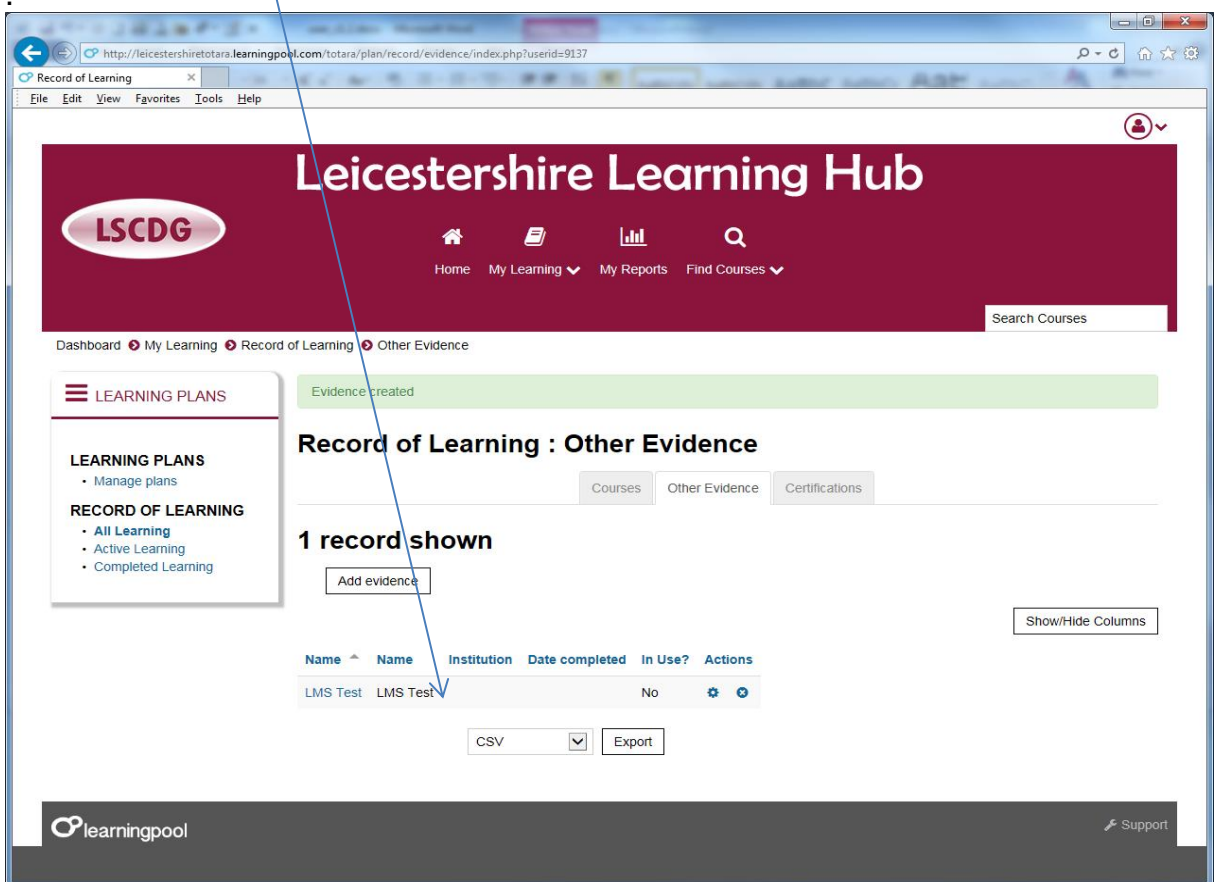 .
http://leicestershiretotara.learningpool.com/totara/plan/record/evidence/index.php?userid=9137
Record of Learning
File Edit View Favorites Tools Help
Leicestershire Learning Hub
LSCDG
Home My Learning My Reports Find Courses
Search Courses
Dashboard My Learning Record of Learning Other Evidence
LEARNING PLANS
Evidence created
Record of Learning : Other Evidence
LEARNING PLANS
• Manage plans
Courses Other Evidence Certifications
RECORD OF LEARNING
• All Learning
• Active Learning
• Completed Learning
1 record shown
Add evidence
Show/Hide Columns
Name Name Institution Date completed In Use? Actions
LMS Test LMS Test No
CSV Export
learningpool
Support